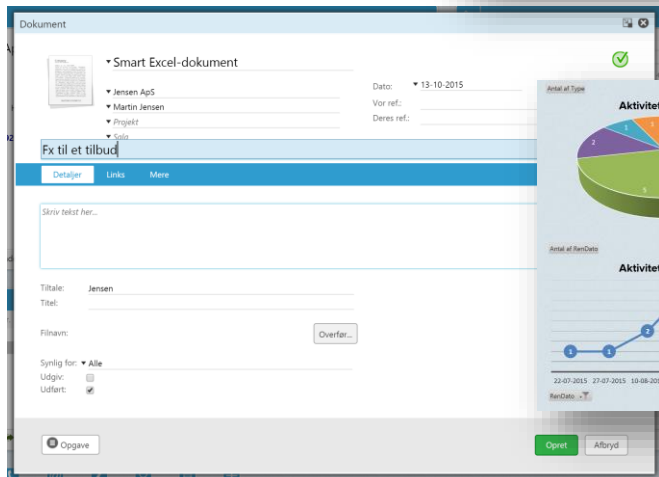 Dokument
Smart Excel-dokument
Jensen ApS
Martin Jensen
Projekt
Salg
Dato: 13-10-2015
Vor ref.:
Deres ref.:
Fx til et tilbud
Detaljer Links Mere
Skriv tekst her...
Tiltale: Jensen
Titel:
Filnavn: Overfør...
Synlig for: Alle
Udgiv:
Udført:
Opgave
Opret Afbryd
Antal af Type
Aktivitet
1
2
5
Antal af RenDato
Aktivitet
1 1 2
22-07-2015 27-07-2015 10-08-201
RenDato